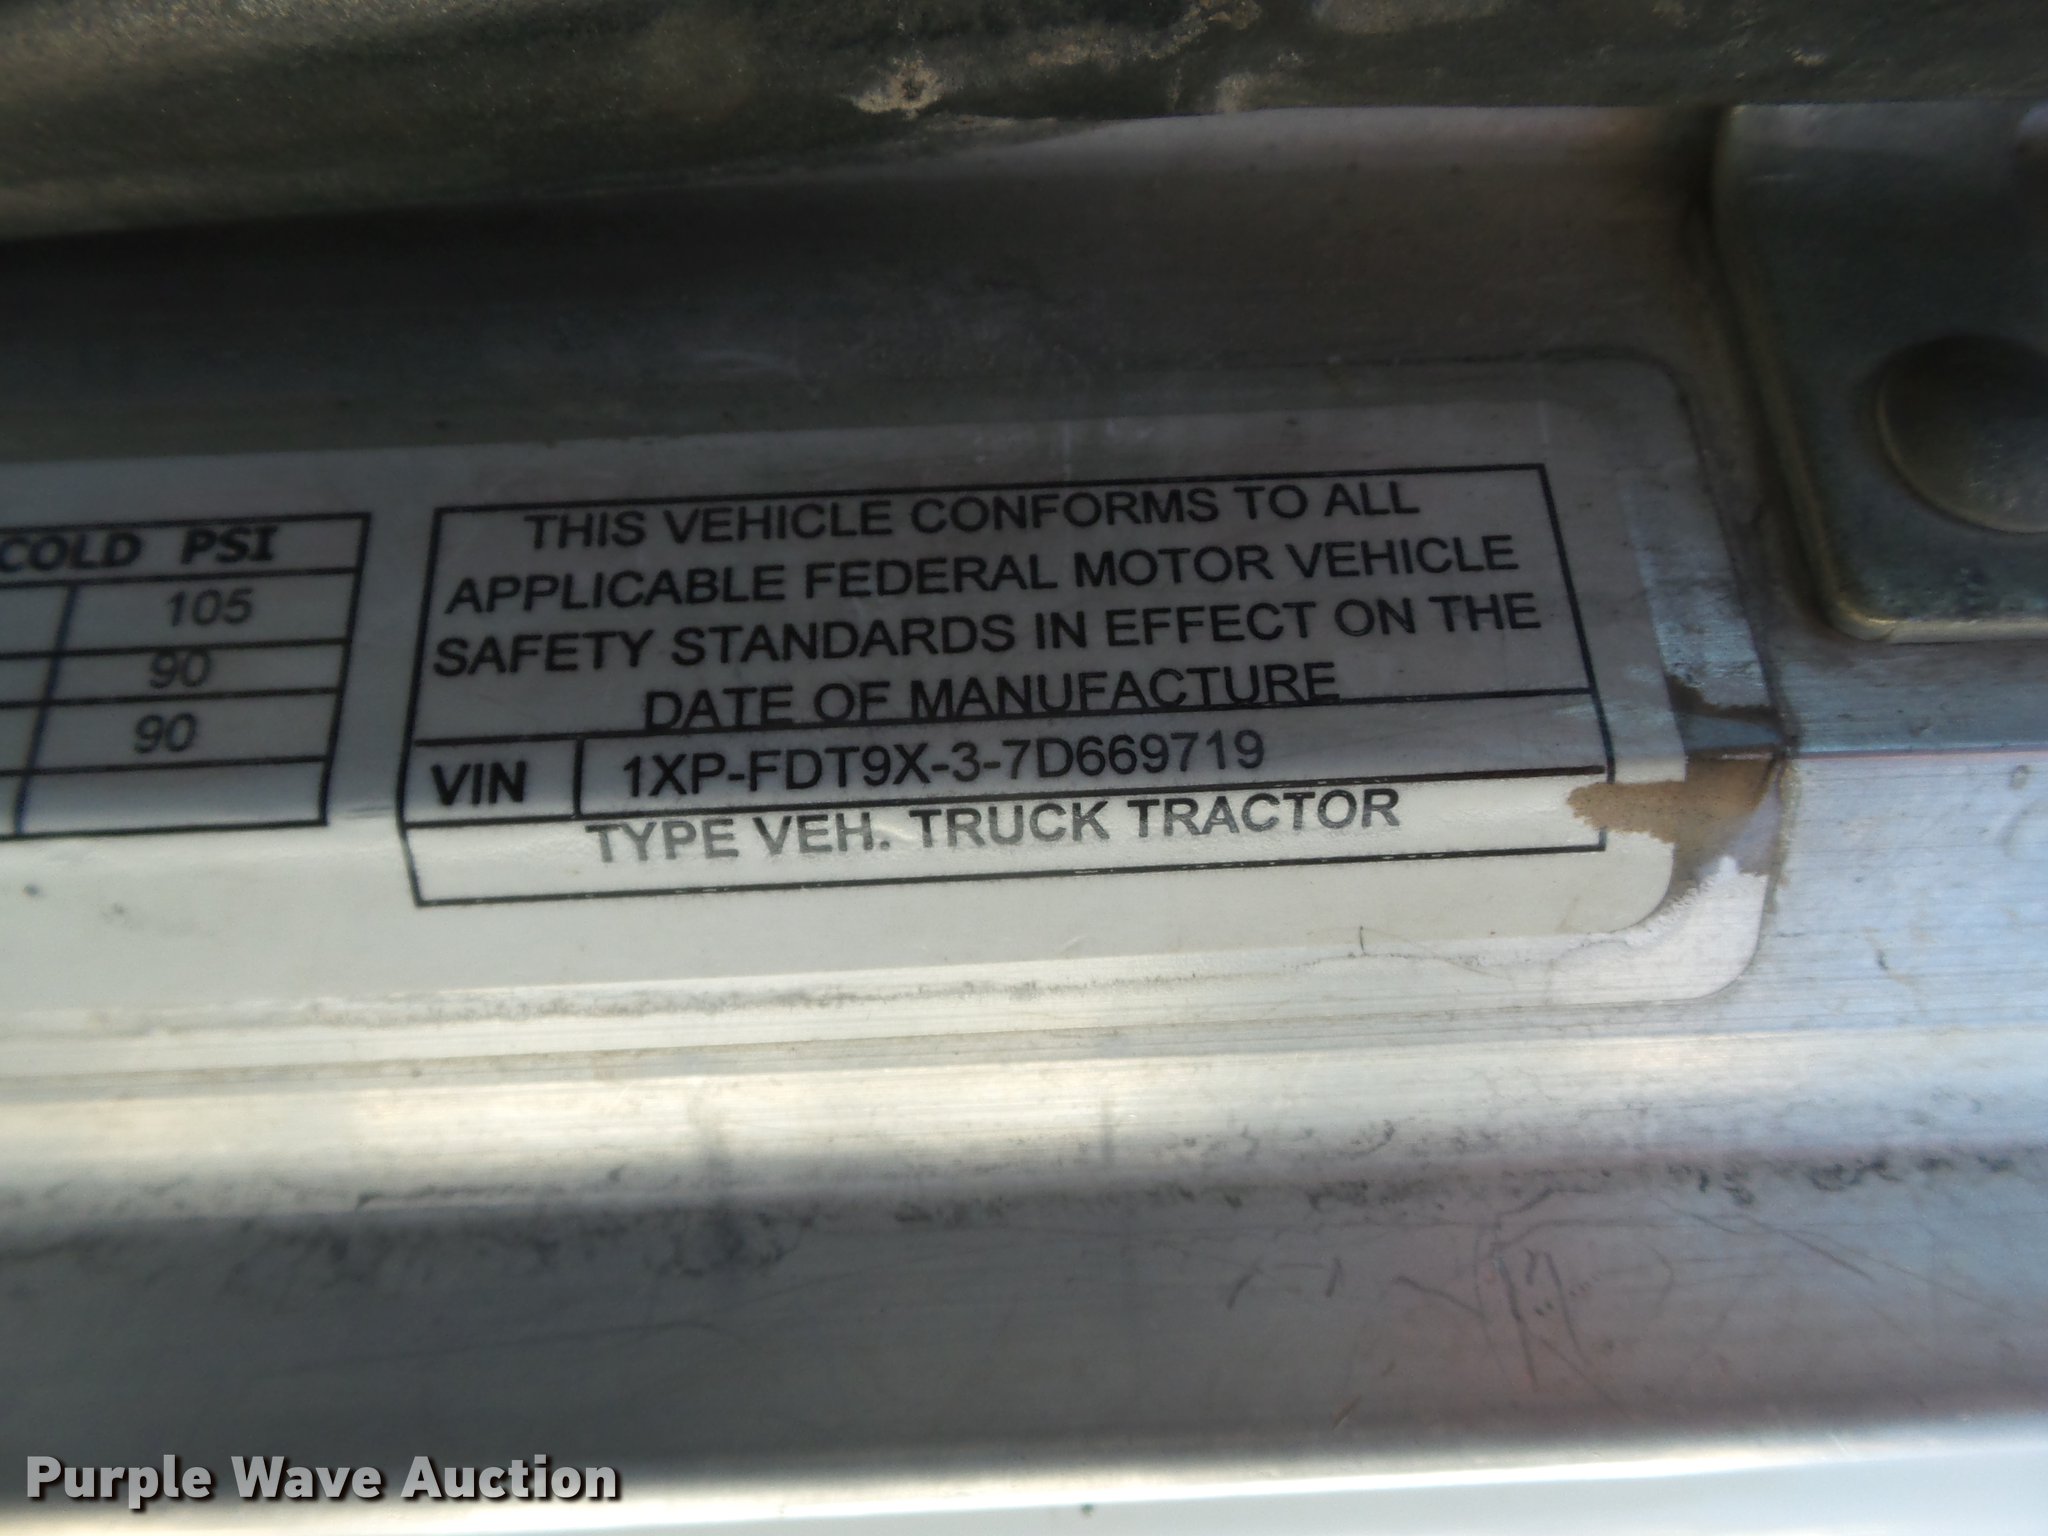 COLD PSI
105
90
90
THIS VEHICLE CONFORMS TO ALL
APPLICABLE FEDERAL MOTOR VEHICLE
SAFETY STANDARDS IN EFFECT ON THE
DATE OF MANUFACTURE
VIN 1XP-FDT9X-3-7D669719
TYPE VEH. TRUCK TRACTOR
Purple Wave Auction